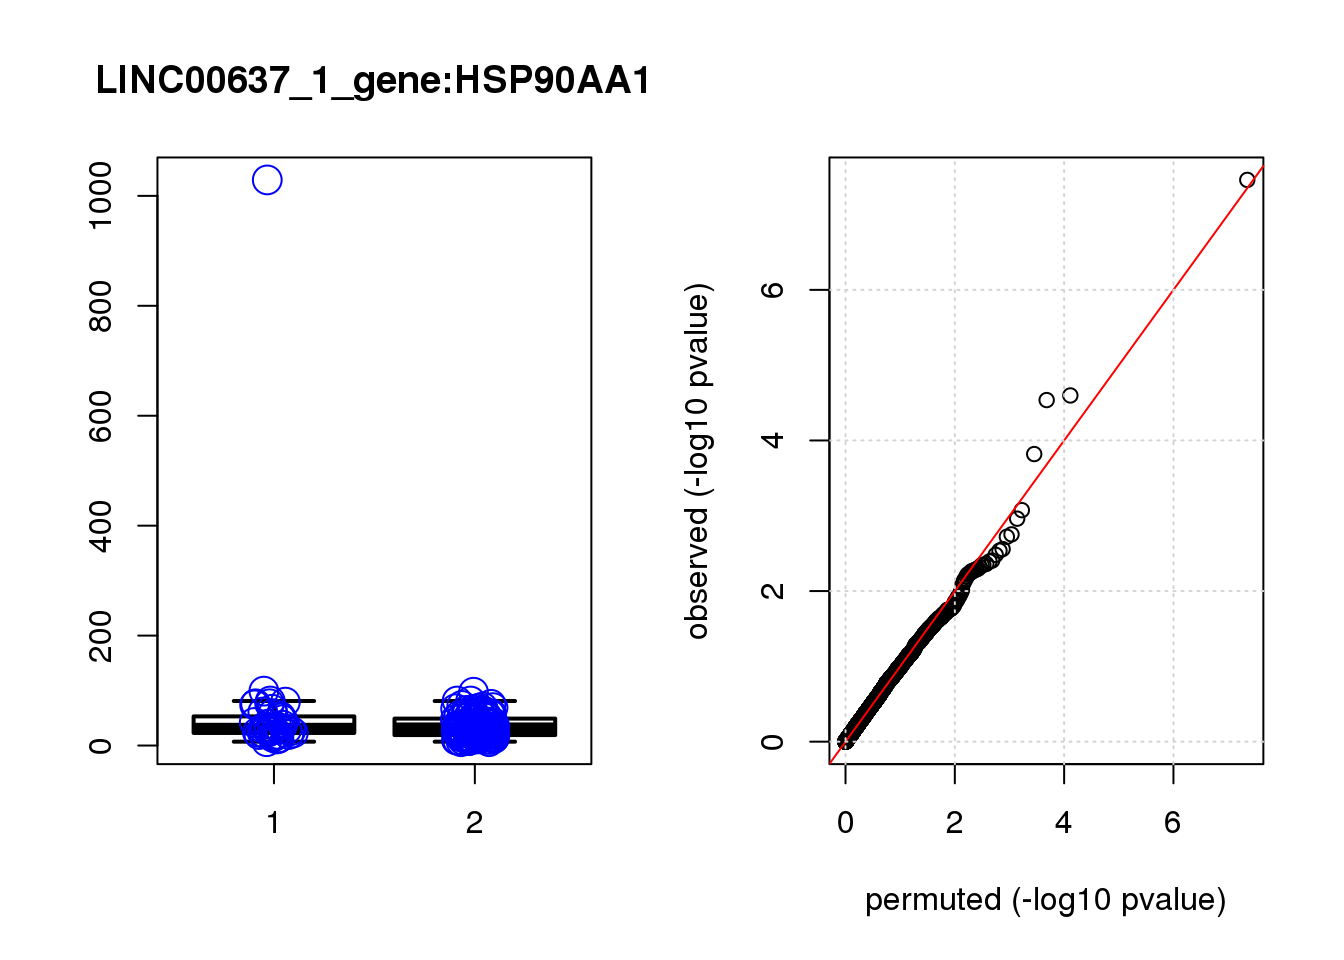 LINC00637_1_gene:HSP90AA1
1000
800
600
400
200
0
1 2
observed (-log10 pvalue)
6
4
2
0
0 2 4 6
permuted (-log10 pvalue)